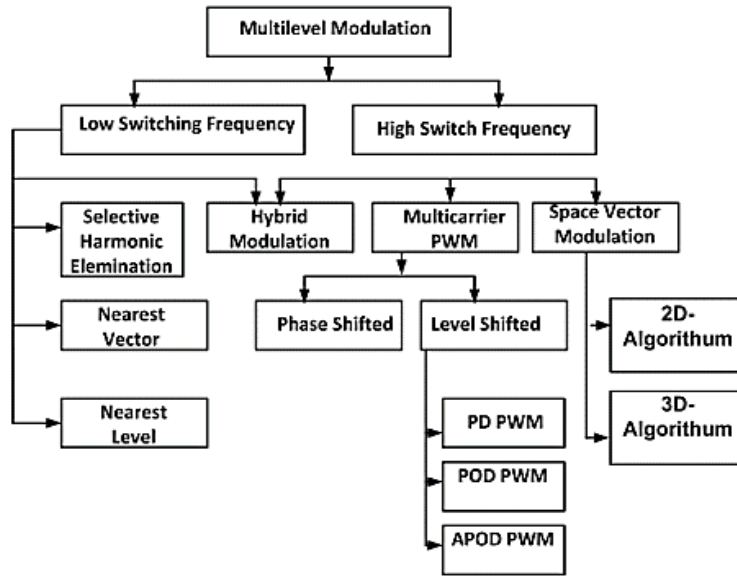 Multilevel Modulation
Low Switching Frequency
High Switch Frequency
Selective
Harmonic
Elemination
Hybrid
Modulation
Multicarrier
PWM
Space Vector
Modulation
Nearest
Vector
Phase Shifted
Level Shifted
2D-
Algorithum
Nearest
Level
PD PWM
3D-
Algorithum
POD PWM
APOD PWM